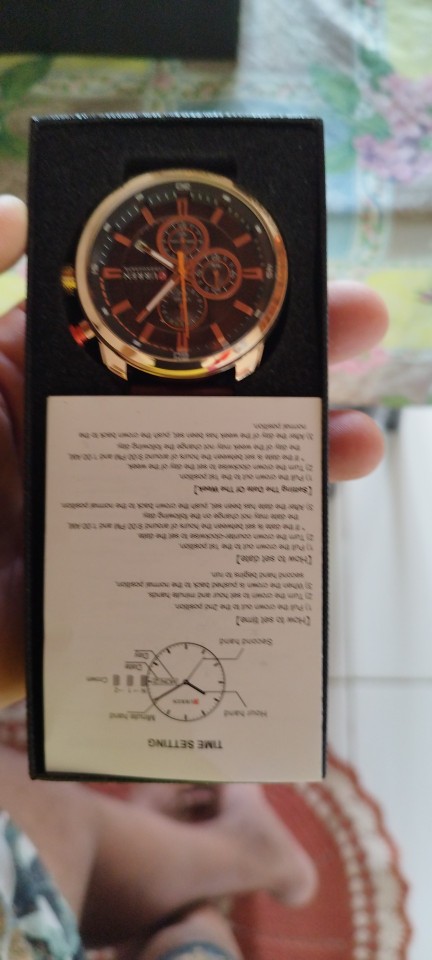 TIME SETTING
Hour hand
Minute hand
CURREN
Second hand
Date
Day
N 1 2
Crown
[How to set time]
1) Pull the crown out to the 2nd position.
2) Turn the crown to set hour and minute hands.
3) When the crown is pushed back to the normal position,
second hand begins to run.
[How to set date]
1) Pull the crown out to the 1st position.
2) Turn the crown counter-clockwise to set the date.
* If the date is set between the hours of around 9:00 PM and 1:00 AM,
the date may not change on the following day.
3) After the date has been set, push the crown back to the normal position.
[Setting The Date Of The Week]
1) Pull the crown out to the 1st position.
2) Turn the crown clockwise to set the day of the week.
* If the date is set between the hours of around 9:00 PM and 1:00 AM,
the day of the week may not change the following day.
3) After the day of the week has been set, push the crown back to the
normal position.
CURREN